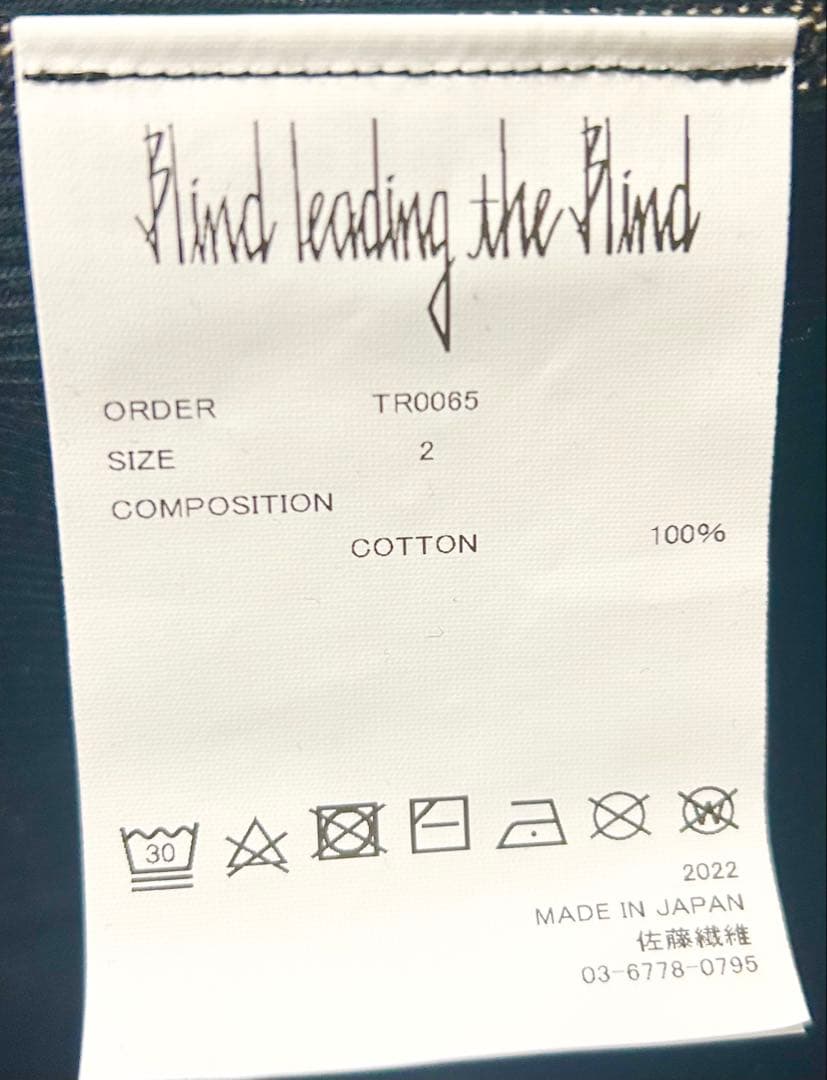 Blind leading the Blind
ORDER TR0065
SIZE 2
COMPOSITION
COTTON 100%
30
W
2022
MADE IN JAPAN
佐藤繊維
03-6778-0795